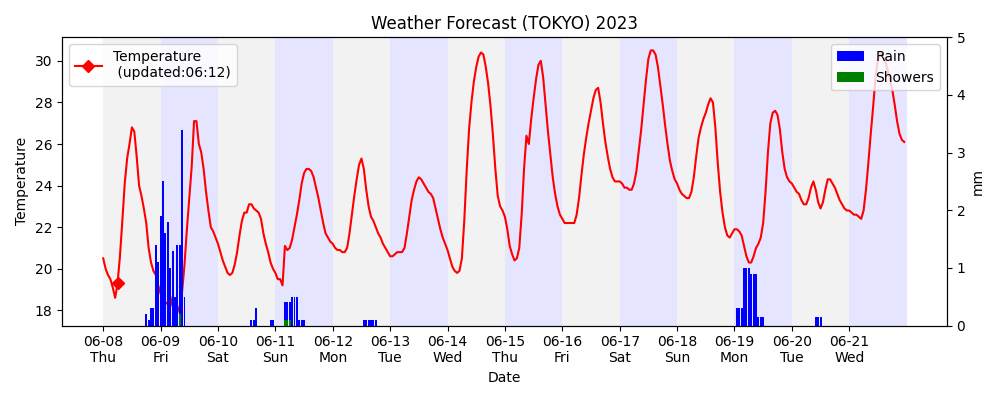 Weather Forecast (TOKYO) 2023
Temperature
(updated:06:12)
Rain
Showers
Temperature
30
28
26
24
22
20
18
5
4
3
2
1
0
mm
06-08 06-09 06-10 06-11 06-12 06-13 06-14 06-15 06-16 06-17 06-18 06-19 06-20 06-21
Thu Fri Sat Sun Mon Tue Wed Thu Fri Sat Sun Mon Tue Wed
Date